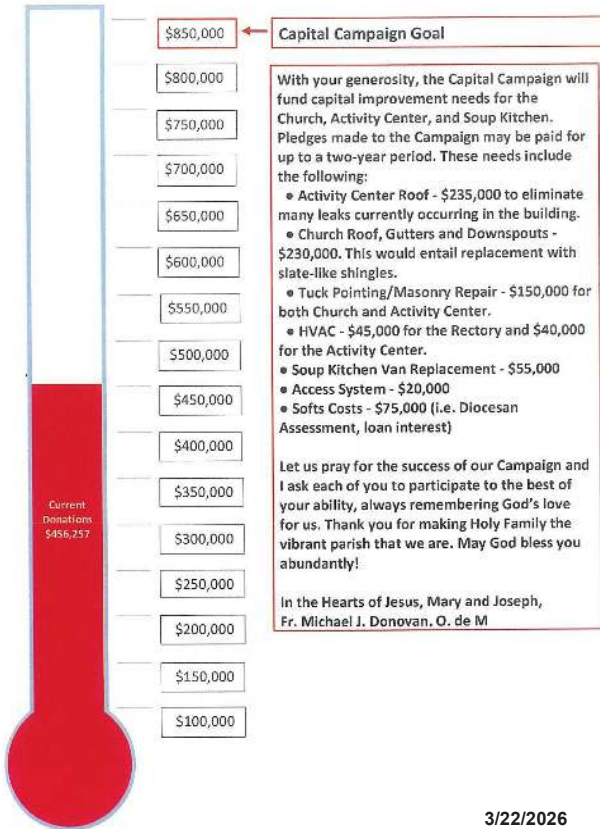 $850,000
Capital Campaign Goal
$800,000
$750,000
$700,000
$650,000
$600,000
$550,000
$500,000
$450,000
$400,000
$350,000
$300,000
$250,000
$200,000
$150,000
$100,000
Current
Donations
$456,257
With your generosity, the Capital Campaign will
fund capital improvement needs for the
Church, Activity Center, and Soup Kitchen.
Pledges made to the Campaign may be paid for
up to a two-year period. These needs include
the following:
• Activity Center Roof - $235,000 to eliminate
many leaks currently occurring in the building.
• Church Roof, Gutters and Downspouts -
$230,000. This would entail replacement with
slate-like shingles.
• Tuck Pointing/Masonry Repair - $150,000 for
both Church and Activity Center.
• HVAC - $45,000 for the Rectory and $40,000
for the Activity Center.
• Soup Kitchen Van Replacement - $55,000
• Access System - $20,000
• Softs Costs - $75,000 (i.e. Diocesan
Assessment, loan interest)
Let us pray for the success of our Campaign and
I ask each of you to participate to the best of
your ability, always remembering God's love
for us. Thank you for making Holy Family the
vibrant parish that we are. May God bless you
abundantly!
In the Hearts of Jesus, Mary and Joseph,
Fr. Michael J. Donovan. O. de M
3/22/2026